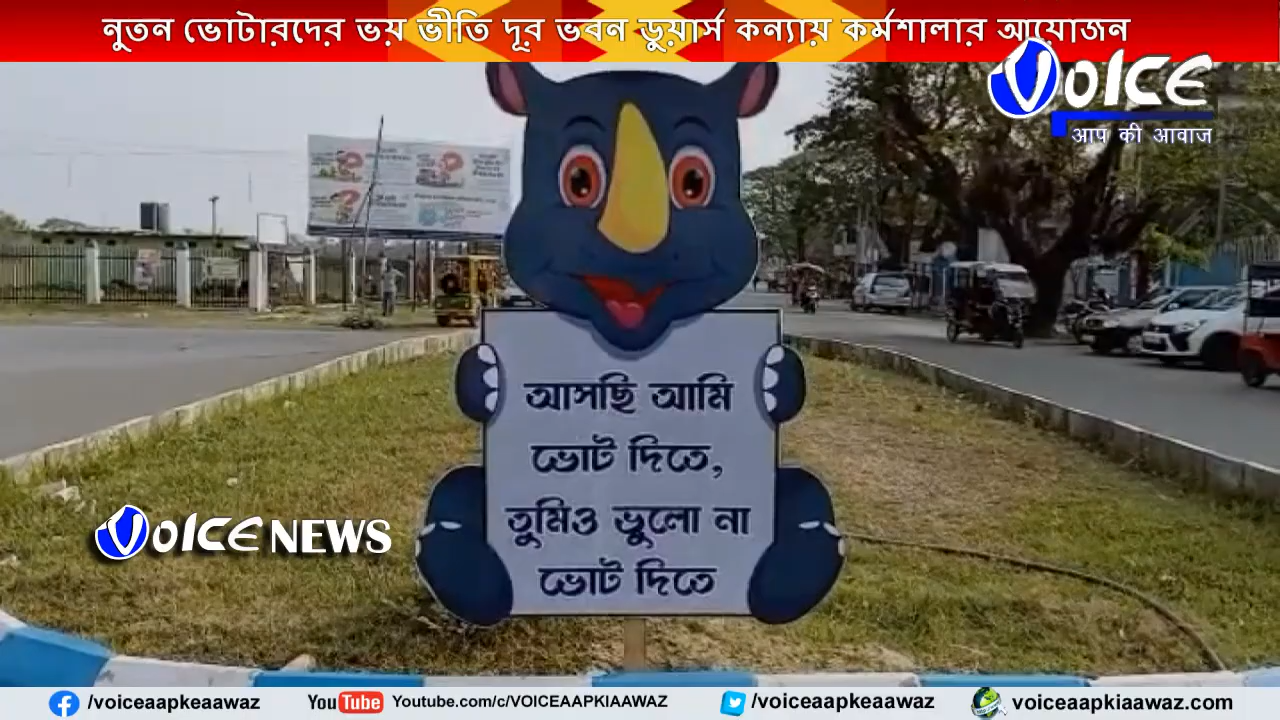 নুতন ভোটারদের ভয় ভীতি দূর ভবন ডুয়ার্স কন্যায় কর্মশালার আয়োজন
VOICE
आप की आवाज
আসছি আমি
ভোট দিতে,
তুমিও ভুলো না
ভোট দিতে
VOICE NEWS
/voiceaapkeaawaz
YouTube
Youtube.com/c/VOICEAAPKIAAWAZ
/voiceaapkeaawaz
voiceaapkiaawaz.com